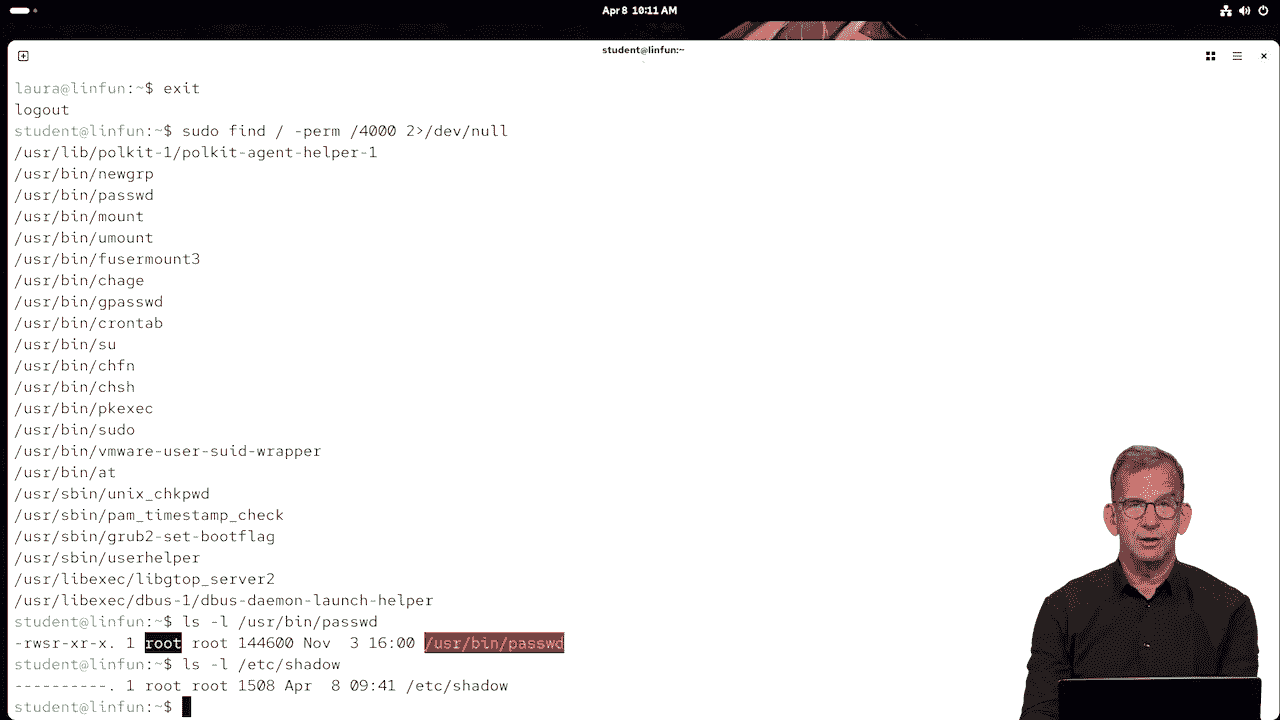 Apr 8 10:11 AM
student@linfun:~
laura@linfun:~$ exit
logout
student@linfun:~$ sudo find / -perm /4000 2>/dev/null
/usr/lib/polkit-1/polkit-agent-helper-1
/usr/bin/newgrp
/usr/bin/passwd
/usr/bin/mount
/usr/bin/umount
/usr/bin/fusermount3
/usr/bin/chage
/usr/bin/gpasswd
/usr/bin/crontab
/usr/bin/su
/usr/bin/chfn
/usr/bin/chsh
/usr/bin/pkexec
/usr/bin/sudo
/usr/bin/vmware-user-suid-wrapper
/usr/bin/at
/usr/sbin/unix_chkpwd
/usr/sbin/pam_timestamp_check
/usr/sbin/grub2-set-bootflag
/usr/sbin/userhelper
/usr/libexec/libgtop_server2
/usr/libexec/dbus-1/dbus-daemon-launch-helper
student@linfun:~$ ls -l /usr/bin/passwd
-rwsr-xr-x. 1 root root 144600 Nov  3 16:00 /usr/bin/passwd
student@linfun:~$ ls -l /etc/shadow
----------. 1 root root 1508 Apr  8 09:41 /etc/shadow
student@linfun:~$